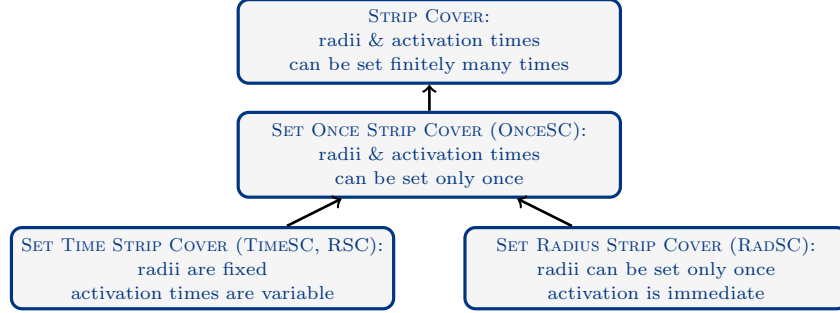 STRIP COVER:
radii & activation times
can be set finitely many times
SET ONCE STRIP COVER (ONCESC):
radii & activation times
can be set only once
SET TIME STRIP COVER (TIMESC, RSC):
radii are fixed
activation times are variable
SET RADIUS STRIP COVER (RADSC):
radii can be set only once
activation is immediate